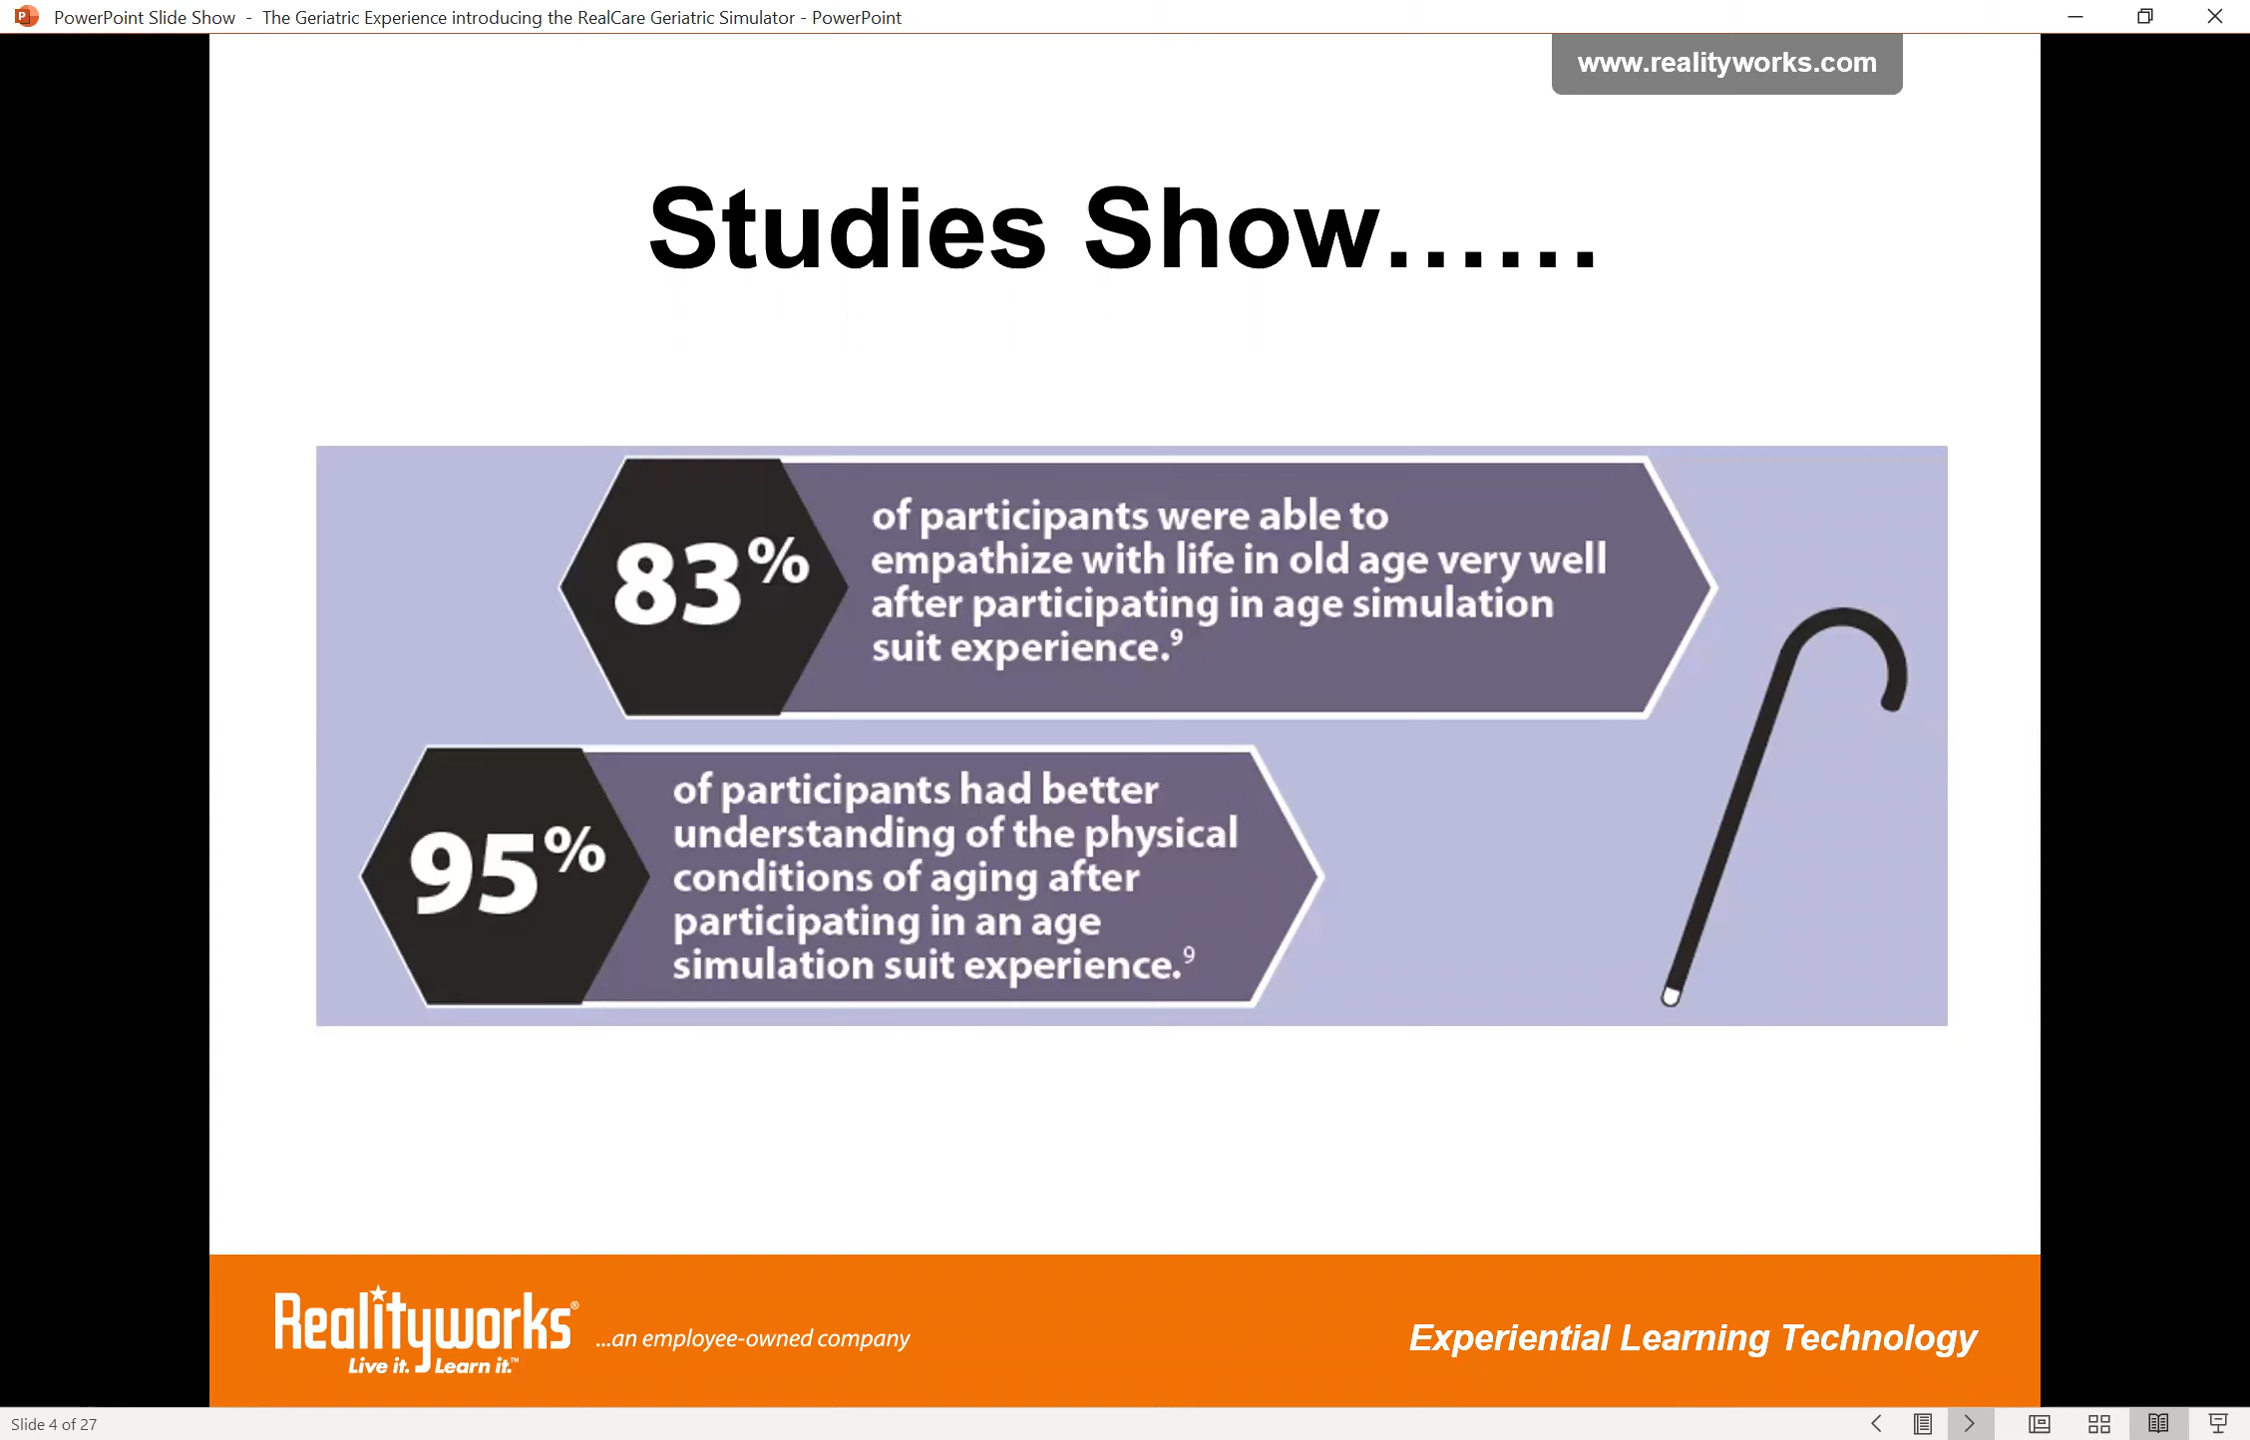 PowerPoint Slide Show - The Geriatric Experience introducing the RealCare Geriatric Simulator - PowerPoint
www.realityworks.com
Studies Show......
83%
of participants were able to
empathize with life in old age very well
after participating in age simulation
suit experience.⁹
95%
of participants had better
understanding of the physical
conditions of aging after
participating in an age
simulation suit experience.⁹
Realityworks®
Live it. Learn it.™
...an employee-owned company
Experiential Learning Technology
Slide 4 of 27